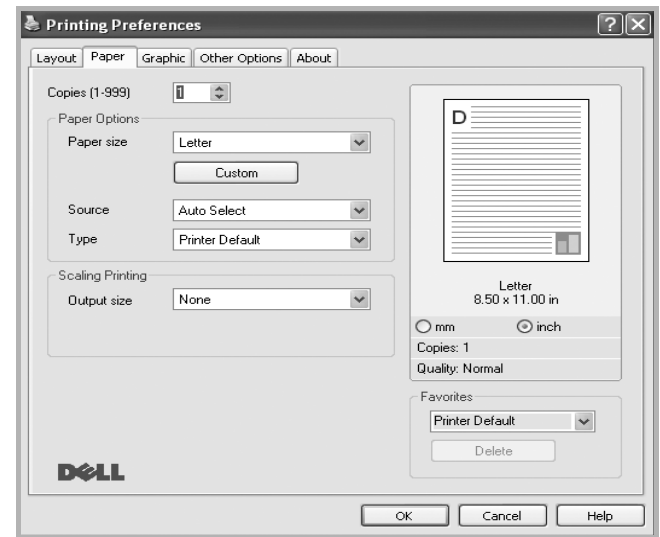 Printing Preferences
Layout Paper Graphic Other Options About
Copies (1-999) 1
Paper Options
Paper size Letter
Custom
Source Auto Select
Type Printer Default
Scaling Printing
Output size None
D
Letter
8.50 x 11.00 in
mm inch
Copies: 1
Quality: Normal
Favorites
Printer Default
Delete
DELL
OK Cancel Help